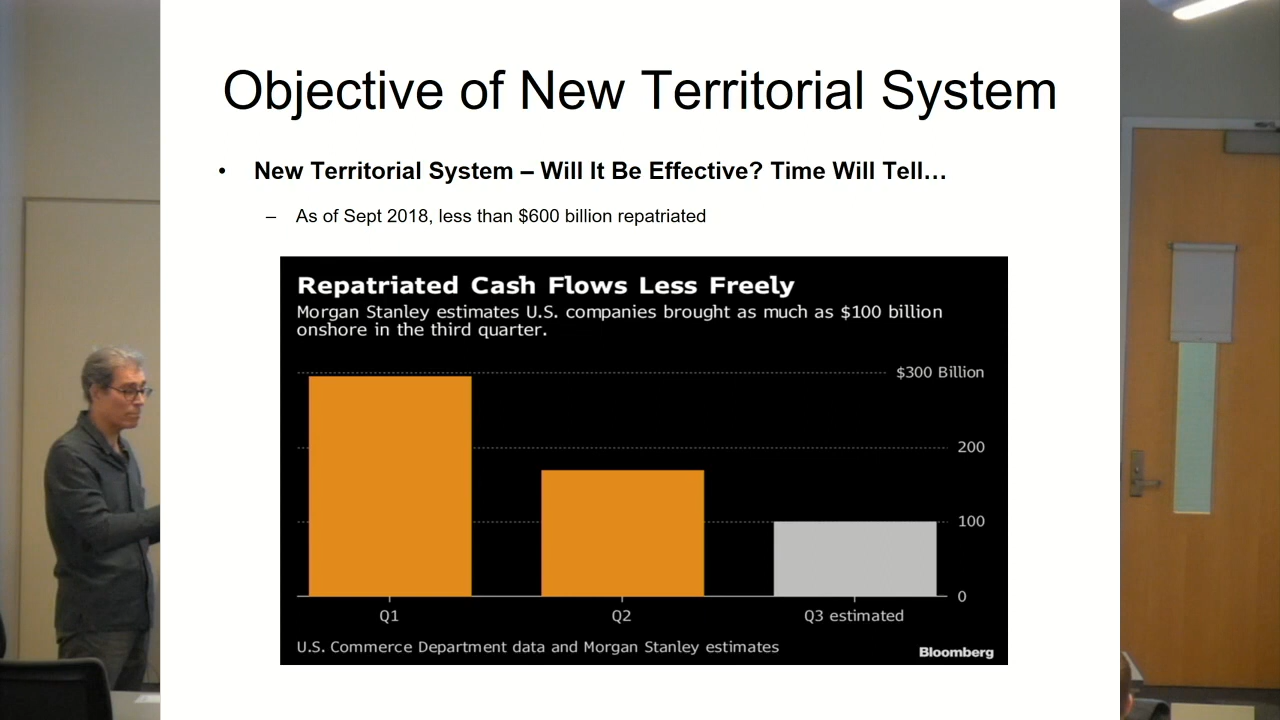 Objective of New Territorial System
• New Territorial System – Will It Be Effective? Time Will Tell…
– As of Sept 2018, less than $600 billion repatriated
Repatriated Cash Flows Less Freely
Morgan Stanley estimates U.S. companies brought as much as $100 billion
onshore in the third quarter.
$300 Billion
200
100
0
Q1 Q2 Q3 estimated
U.S. Commerce Department data and Morgan Stanley estimates
Bloomberg